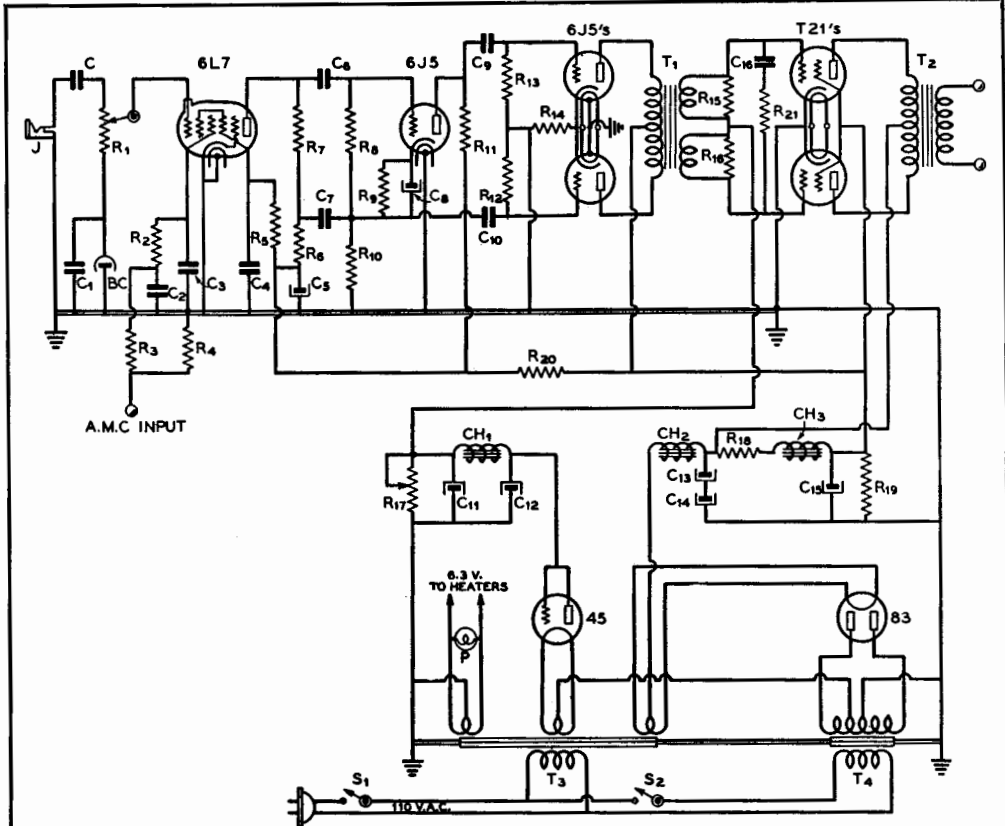 C
6L7
C₆
6J5
C₉
6J5's
T₁
T21's
T₂
J
R₁
R₇
R₈
R₁₁
R₁₃
R₁₄
R₁₅
C₁₆
R₂₁
R₁₆
R₉
C₈
R₁₂
C₇
C₁₀
R₂
R₅
R₆
R₁₀
C₁
BC
C₂
C₃
C₄
C₅
R₃
R₄
R₂₀
A.M.C INPUT
CH₁
CH₂
R₁₈
CH₃
R₁₇
C₁₁
C₁₂
C₁₃
C₁₄
C₁₅
R₁₉
6.3 V.
TO HEATERS
P
45
83
T₃
T₄
S₁
S₂
110 V.A.C.